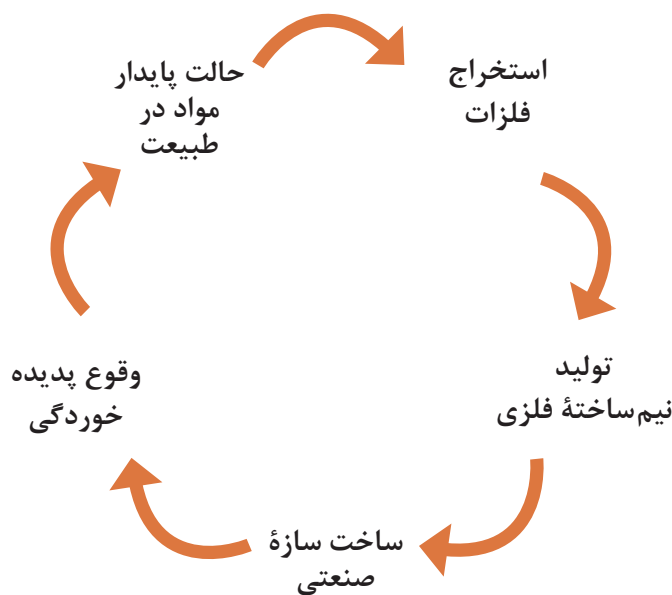 حالت پایدار
مواد در
طبیعت
استخراج
فلزات
تولید
نیم‌ساختهٔ فلزی
ساخت سازهٔ
صنعتی
وقوع پدیده
خوردگی